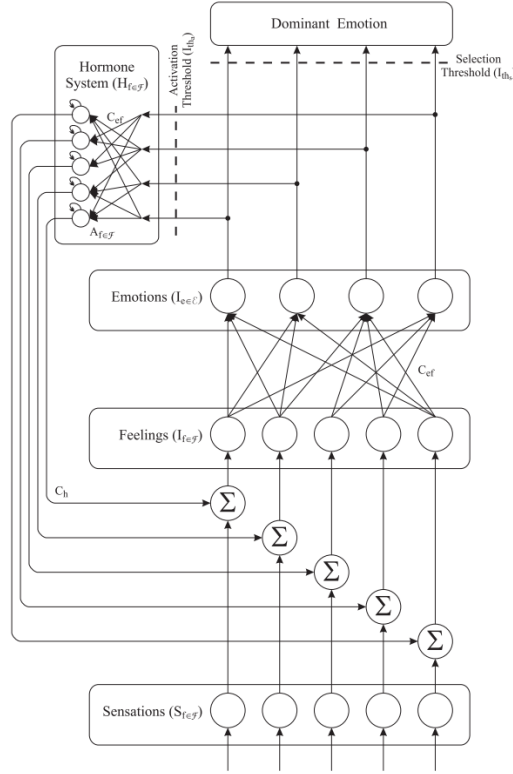 Dominant Emotion
Hormone
System (H_{f∈ℱ})
Activation
Threshold (I_{th_a})
Selection
Threshold (I_{th_s})
C_{ef}
A_{f∈ℱ}
Emotions (I_{e∈ℰ})
C_{ef}
Feelings (I_{f∈ℱ})
C_h
Σ
Σ
Σ
Σ
Σ
Sensations (S_{f∈ℱ})